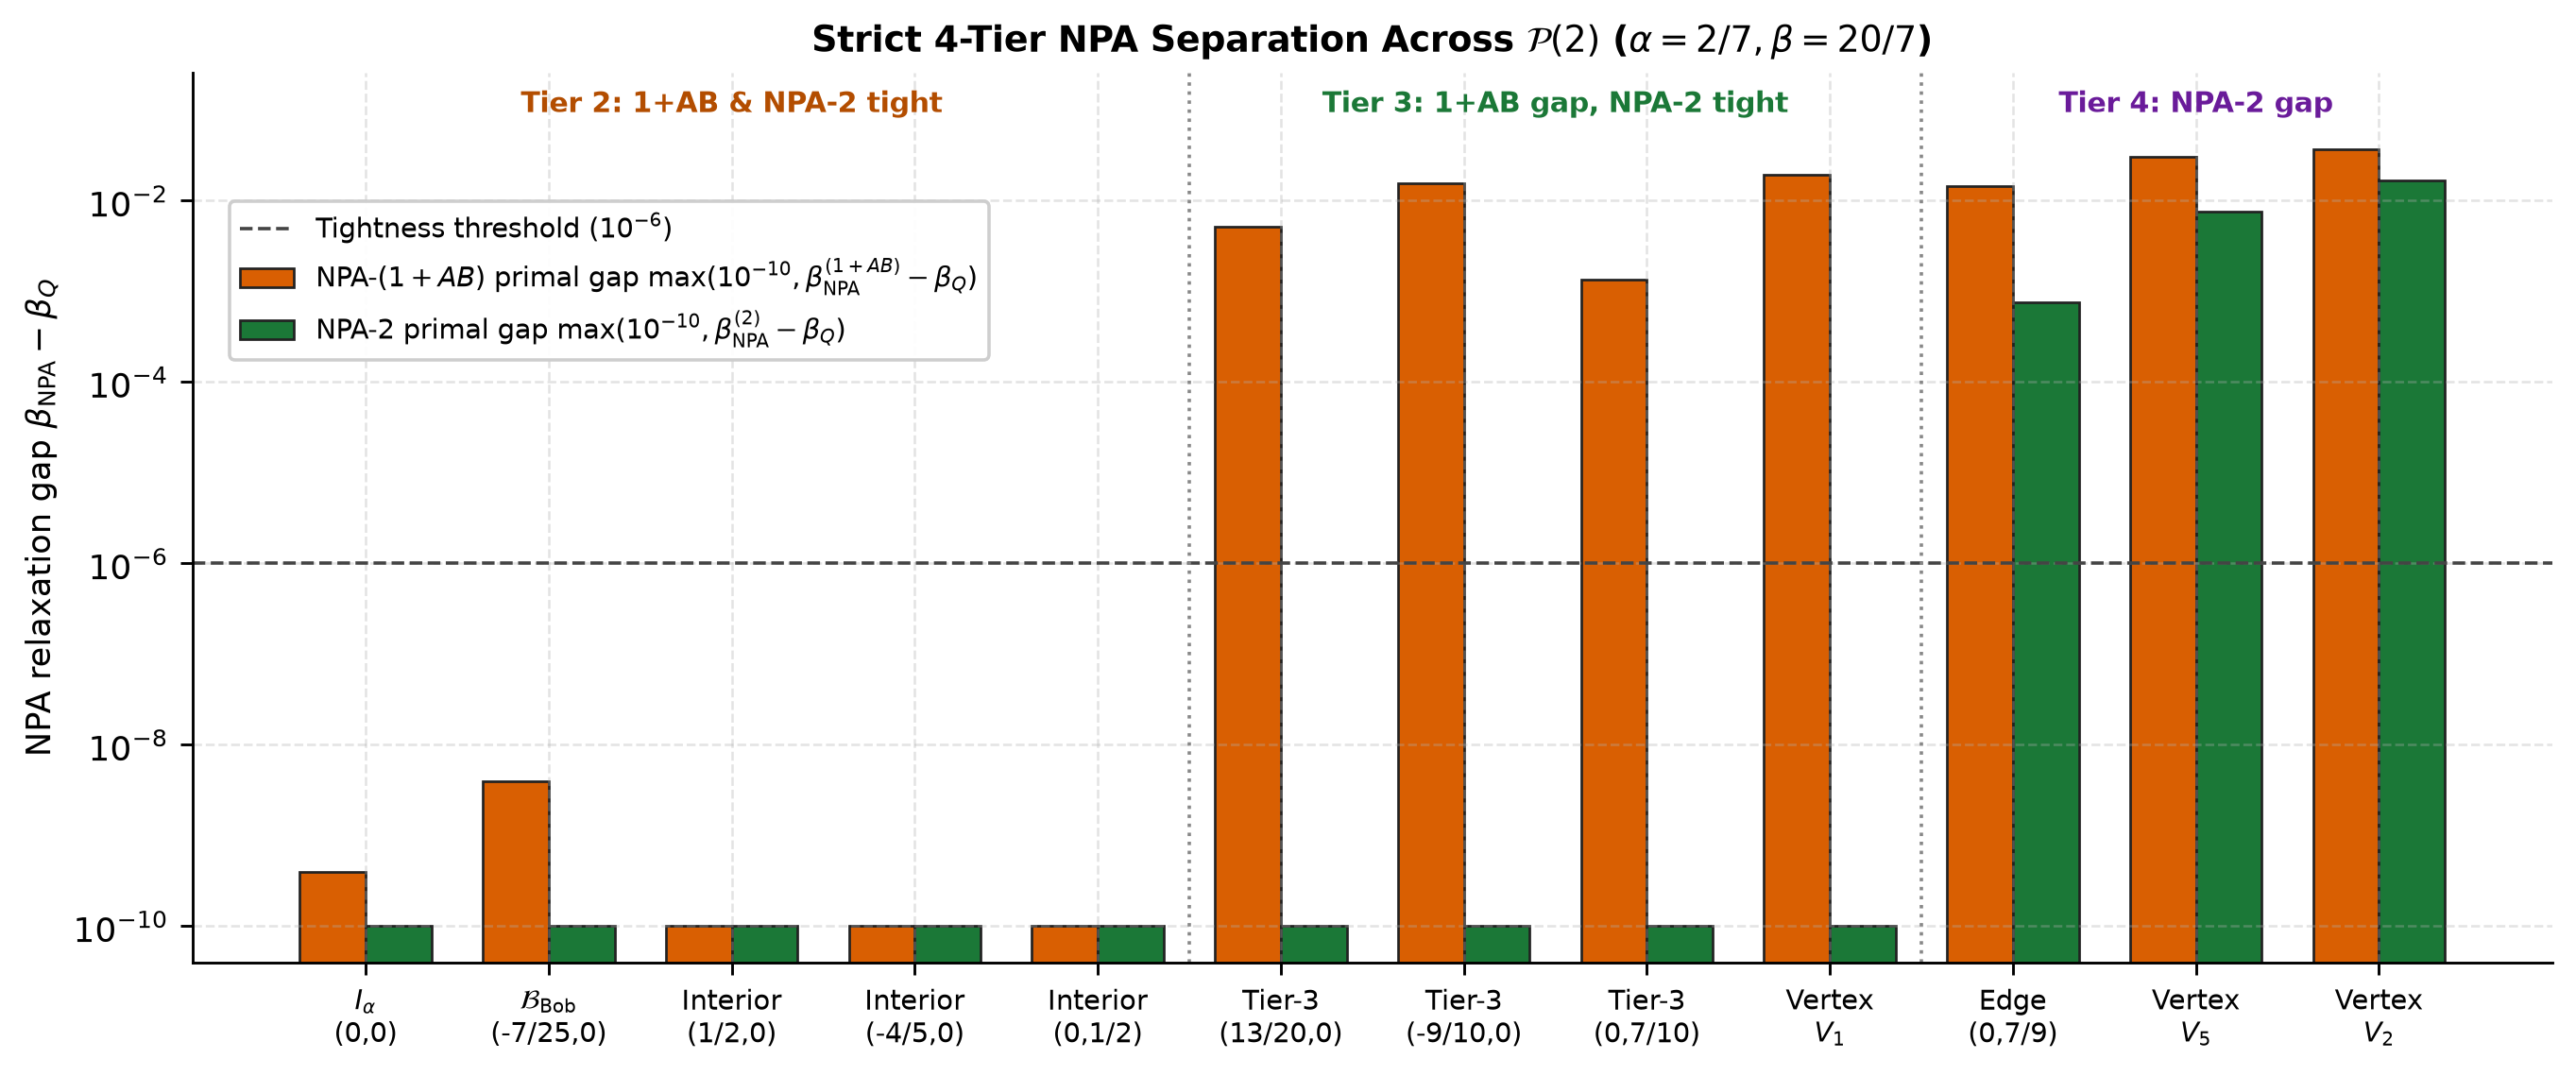 Strict 4-Tier NPA Separation Across 𝒫(2) (α = 2/7, β = 20/7)
Tier 2: 1+AB & NPA-2 tight
Tier 3: 1+AB gap, NPA-2 tight
Tier 4: NPA-2 gap
NPA relaxation gap β_NPA − β_Q
10⁻²
10⁻⁴
10⁻⁶
10⁻⁸
10⁻¹⁰
Tightness threshold (10⁻⁶)
NPA-(1 + AB) primal gap max(10⁻¹⁰, β_NPA^(1+AB) − β_Q)
NPA-2 primal gap max(10⁻¹⁰, β_NPA^(2) − β_Q)
I_α
(0,0)
ℬ_Bob
(-7/25,0)
Interior
(1/2,0)
Interior
(-4/5,0)
Interior
(0,1/2)
Tier-3
(13/20,0)
Tier-3
(-9/10,0)
Tier-3
(0,7/10)
Vertex
V₁
Edge
(0,7/9)
Vertex
V₅
Vertex
V₂